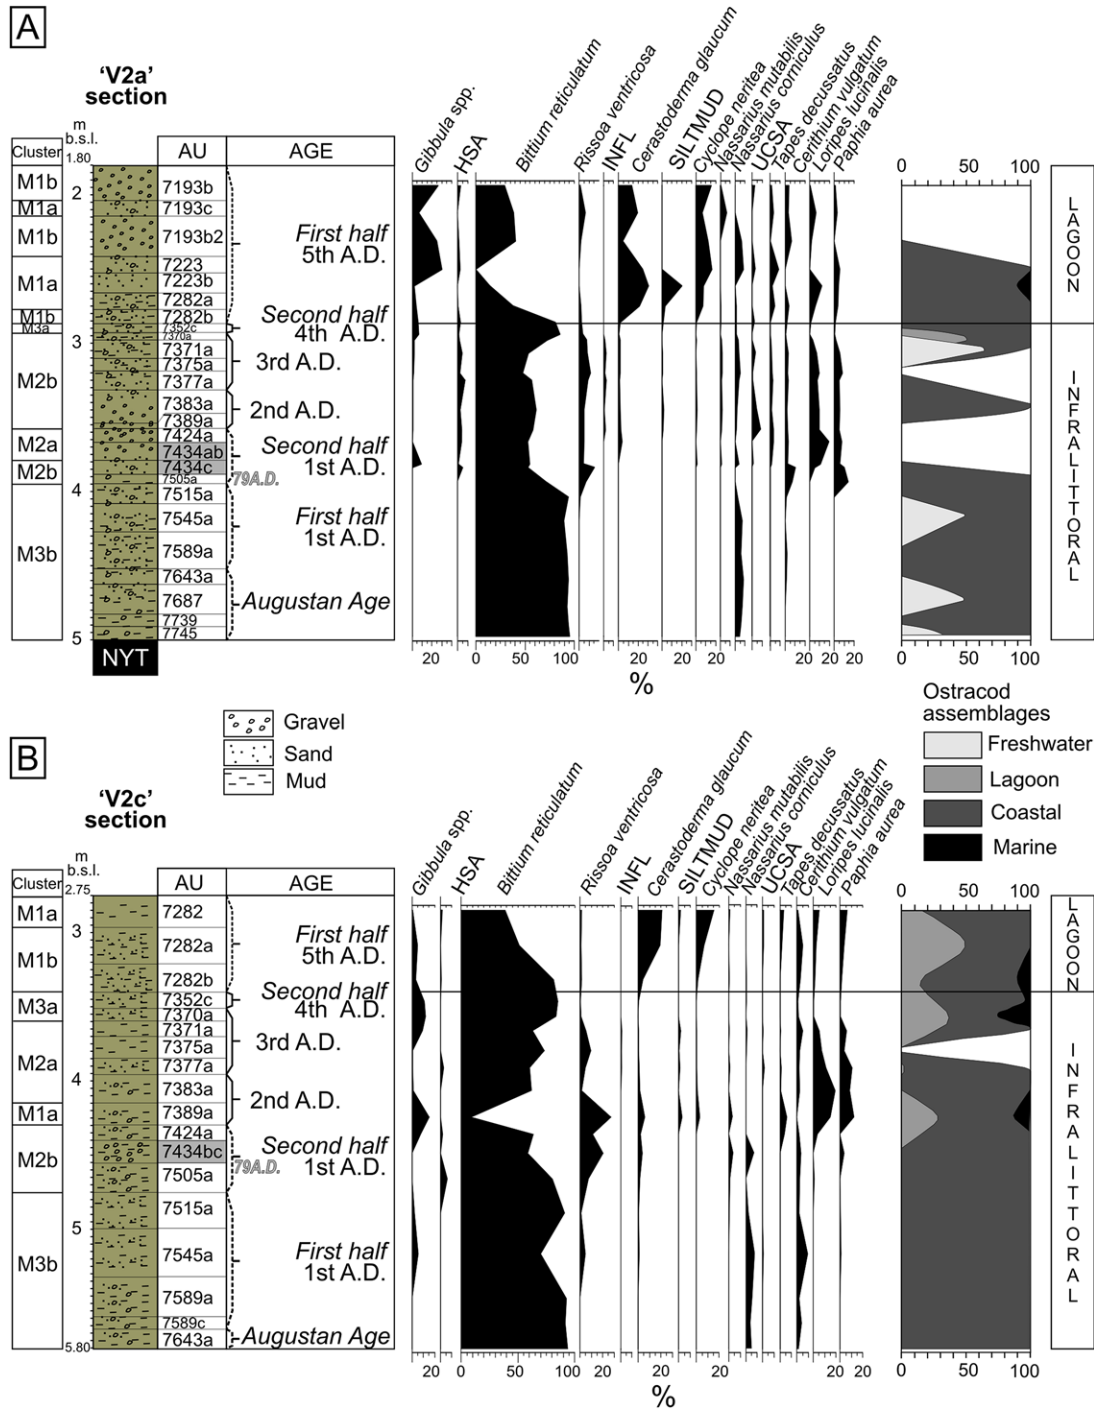 A
'V2a'
section
m
b.s.l.
Cluster
1.80
AU
AGE
Gibbula spp.
HSA
Bittium reticulatum
Rissoa ventricosa
INFL
Cerastoderma glaucum
SILTMUD
Cyclope neritea
Nassarius mutabilis
Nassarius corniculus
UCSA
Tapes decussatus
Cerithium vulgatum
Loripes lucinalis
Paphia aurea
0 50 100
M1b
M1a
M1b
M1a
M1b
M3a
M2b
M2a
M2b
M3b
2
3
4
5
7193b
7193c
7193b2
7223
7223b
7282a
7282b
7352c
7370a
7371a
7375a
7377a
7383a
7389a
7424a
7434ab
7434c
7505a
7515a
7545a
7589a
7643a
7687
7739
7745
NYT
First half
5th A.D.
Second half
4th A.D.
3rd A.D.
2nd A.D.
Second half
1st A.D.
79A.D.
First half
1st A.D.
Augustan Age
LAGOON
INFRALITTORAL
20 0 50 100 20 20 20 20 20 20 20
%
0 50 100
Gravel
Sand
Mud
Ostracod
assemblages
Freshwater
Lagoon
Coastal
Marine
B
'V2c'
section
m
b.s.l.
Cluster
2.75
AU
AGE
Gibbula spp.
HSA
Bittium reticulatum
Rissoa ventricosa
INFL
Cerastoderma glaucum
SILTMUD
Cyclope neritea
Nassarius mutabilis
Nassarius corniculus
UCSA
Tapes decussatus
Cerithium vulgatum
Loripes lucinalis
Paphia aurea
M1a
M1b
M3a
M2a
M1a
M2b
M3b
3
4
5
5.80
7282
7282a
7282b
7352c
7370a
7371a
7375a
7377a
7383a
7389a
7424a
7434bc
7505a
7515a
7545a
7589a
7589c
7643a
First half
5th A.D.
Second half
4th A.D.
3rd A.D.
2nd A.D.
Second half
1st A.D.
79A.D.
First half
1st A.D.
Augustan Age
LAGOON
INFRALITTORAL
20 0 50 100 20 20 20 20 20 20
%
0 50 100